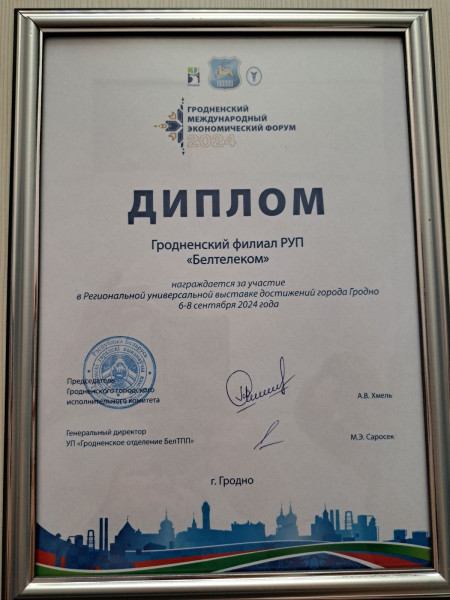 ГРОДНЕНСКИЙ
МЕЖДУНАРОДНЫЙ
ЭКОНОМИЧЕСКИЙ ФОРУМ
2024
ДИПЛОМ
Гродненский филиал РУП
«Белтелеком»
награждается за участие
в Региональной универсальной выставке достижений города Гродно
6-8 сентября 2024 года
Председатель
Гродненского городского
исполнительного комитета
А.В. Хмель
Генеральный директор
УП «Гродненское отделение БелТПП»
М.Э. Саросек
г. Гродно